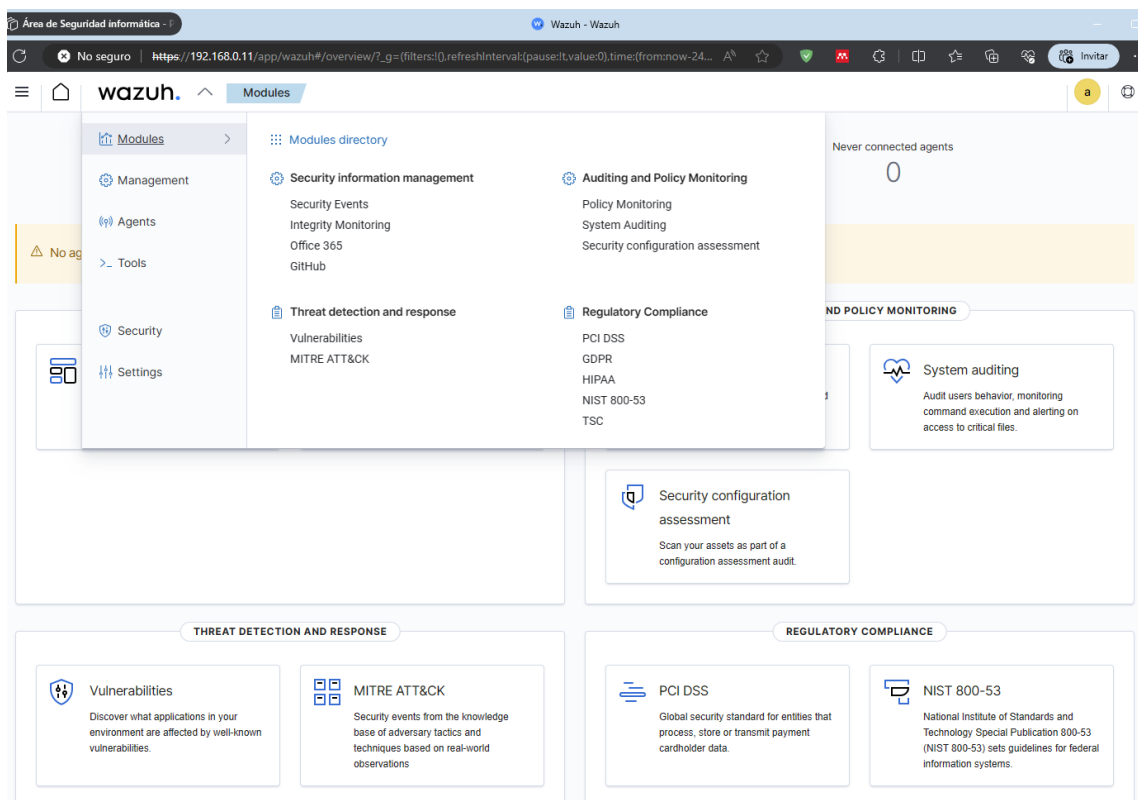 Área de Seguridad informática - P
Wazuh - Wazuh
No seguro
https://192.168.0.11/app/wazuh#/overview/?_g=(filters:!(),refreshInterval:(pause:!t,value:0),time:(from:now-24...
Invitar
wazuh.
Modules
a
Modules
Management
Agents
Tools
Security
Settings
Modules directory
Security information management
Security Events
Integrity Monitoring
Office 365
GitHub
Auditing and Policy Monitoring
Policy Monitoring
System Auditing
Security configuration assessment
Threat detection and response
Vulnerabilities
MITRE ATT&CK
Regulatory Compliance
PCI DSS
GDPR
HIPAA
NIST 800-53
TSC
Never connected agents
0
No ag
ND POLICY MONITORING
System auditing
Audit users behavior, monitoring
command execution and alerting on
access to critical files.
Security configuration
assessment
Scan your assets as part of a
configuration assessment audit.
THREAT DETECTION AND RESPONSE
Vulnerabilities
Discover what applications in your
environment are affected by well-known
vulnerabilities.
MITRE ATT&CK
Security events from the knowledge
base of adversary tactics and
techniques based on real-world
observations
REGULATORY COMPLIANCE
PCI DSS
Global security standard for entities that
process, store or transmit payment
cardholder data.
NIST 800-53
National Institute of Standards and
Technology Special Publication 800-53
(NIST 800-53) sets guidelines for federal
information systems.